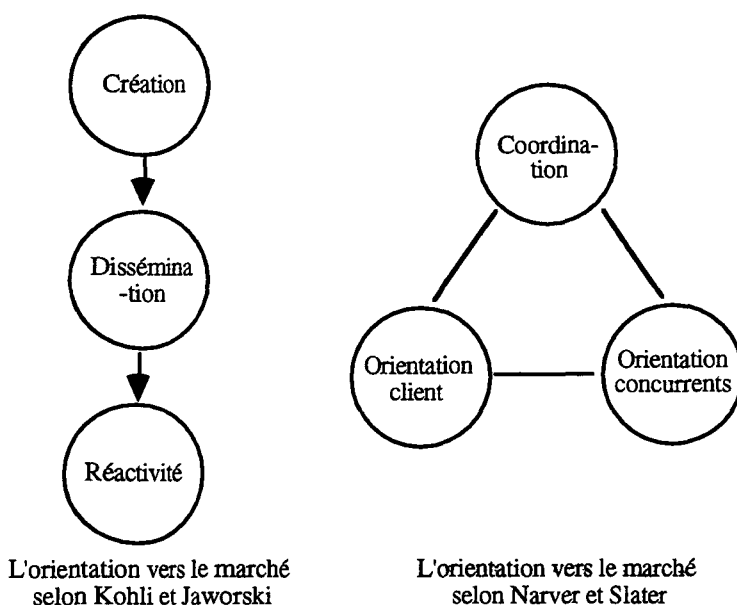 Création
Dissémina
-tion
Réactivité
L'orientation vers le marché
selon Kohli et Jaworski
Coordina-
tion
Orientation
client
Orientation
concurrents
L'orientation vers le marché
selon Narver et Slater